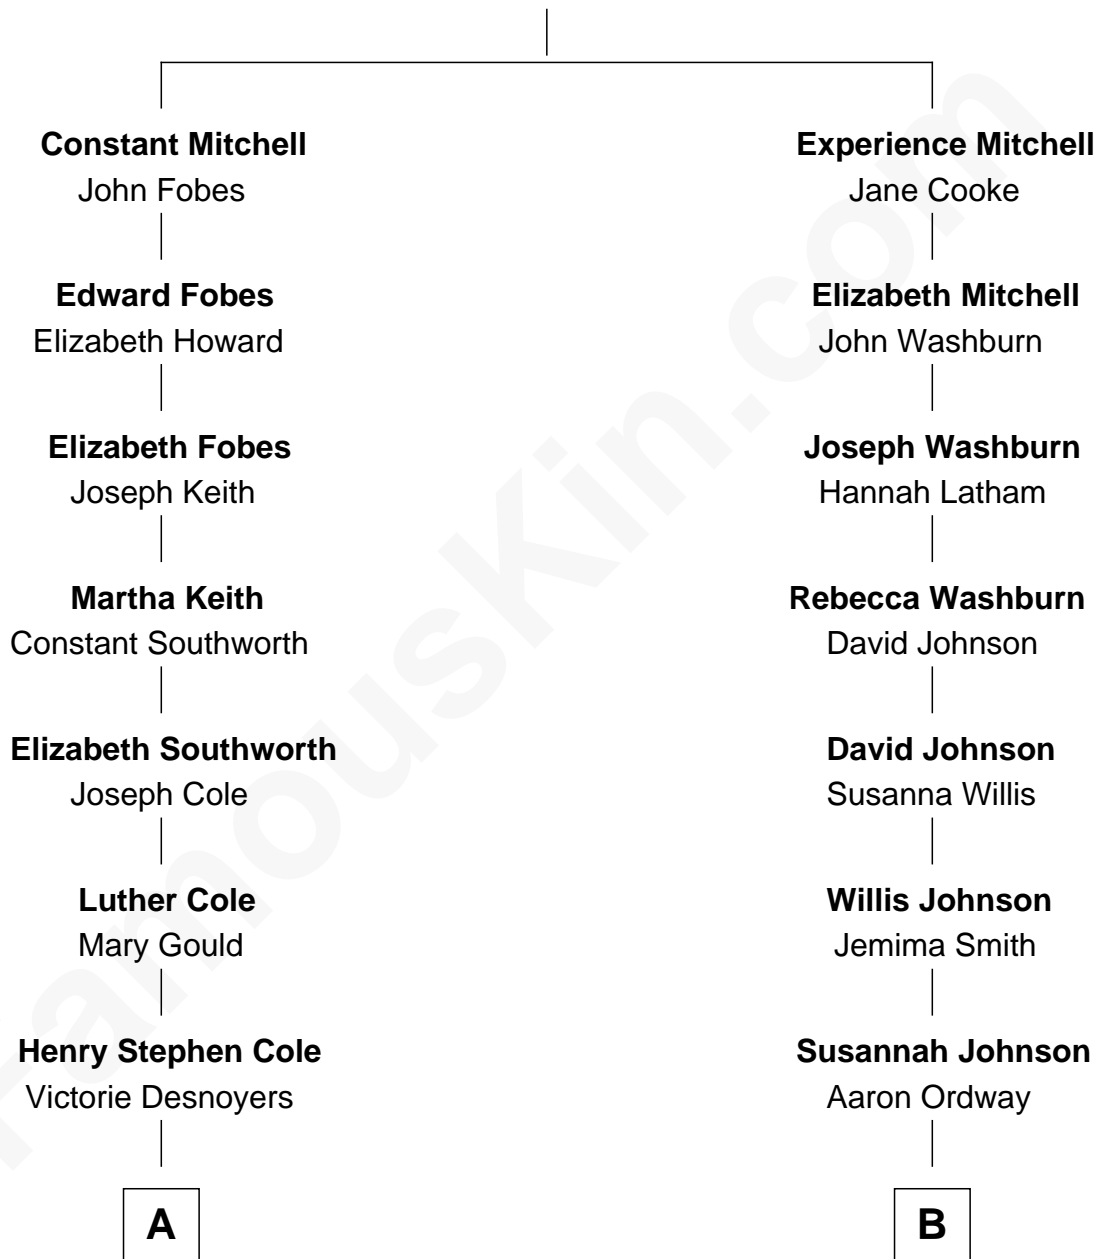 Constant Mitchell
John Fobes
Edward Fobes
Elizabeth Howard
Elizabeth Fobes
Joseph Keith
Martha Keith
Constant Southworth
Elizabeth Southworth
Joseph Cole
Luther Cole
Mary Gould
Henry Stephen Cole
Victorie Desnoyers
A
Experience Mitchell
Jane Cooke
Elizabeth Mitchell
John Washburn
Joseph Washburn
Hannah Latham
Rebecca Washburn
David Johnson
David Johnson
Susanna Willis
Willis Johnson
Jemima Smith
Susannah Johnson
Aaron Ordway
B
FamousKin.com